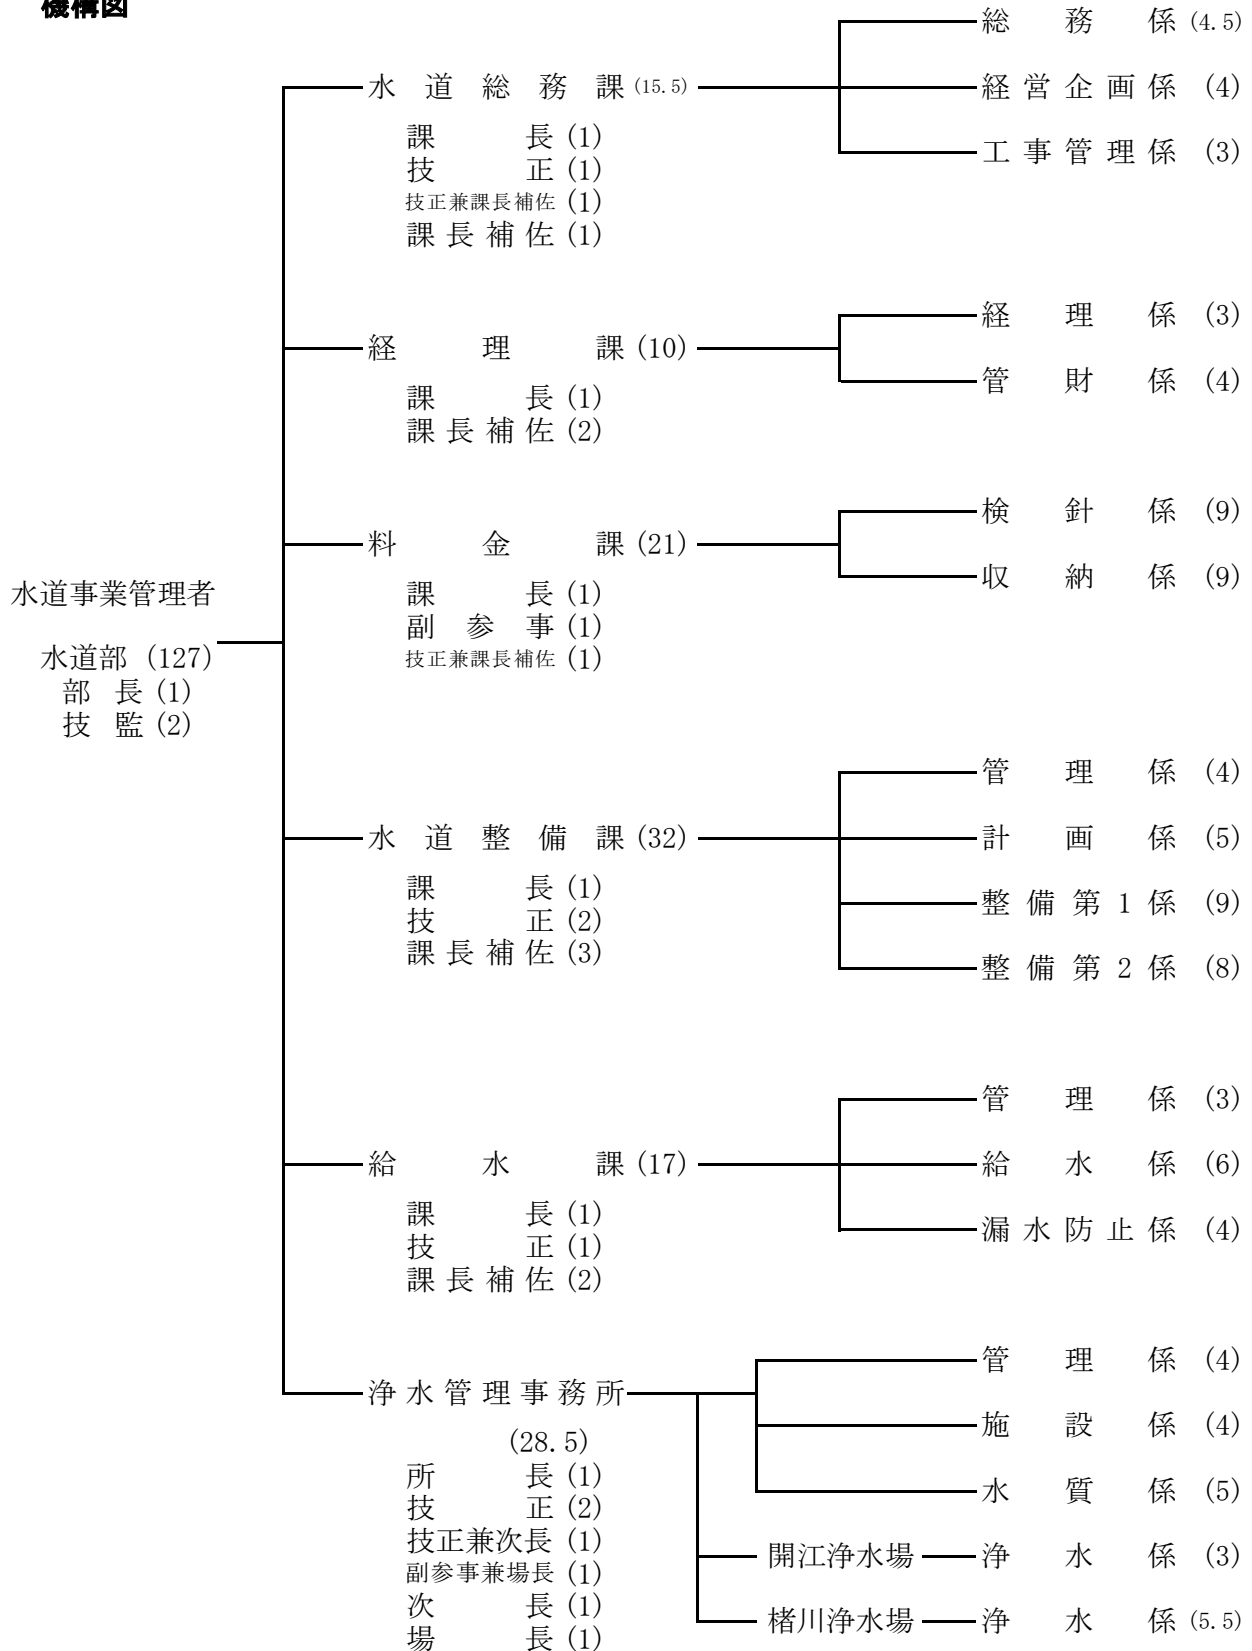 機構図
総務係 (4.5)
水道総務課 (15.5)
経営企画係 (4)
課長 (1)
工事管理係 (3)
技正 (1)
技正兼課長補佐 (1)
課長補佐 (1)
経理係 (3)
経理課 (10)
管財係 (4)
課長 (1)
課長補佐 (2)
検針係 (9)
料金課 (21)
収納係 (9)
水道事業管理者
課長 (1)
副参事 (1)
水道部 (127)
技正兼課長補佐 (1)
部長 (1)
技監 (2)
管理係 (4)
水道整備課 (32)
計画係 (5)
課長 (1)
整備第1係 (9)
技正 (2)
課長補佐 (3)
整備第2係 (8)
管理係 (3)
給水課 (17)
給水係 (6)
課長 (1)
漏水防止係 (4)
技正 (1)
課長補佐 (2)
管理係 (4)
浄水管理事務所
施設係 (4)
(28.5)
所長 (1)
水質係 (5)
技正 (2)
技正兼次長 (1)
開江浄水場 浄水係 (3)
副参事兼場長 (1)
次長 (1)
楮川浄水場 浄水係 (5.5)
場長 (1)